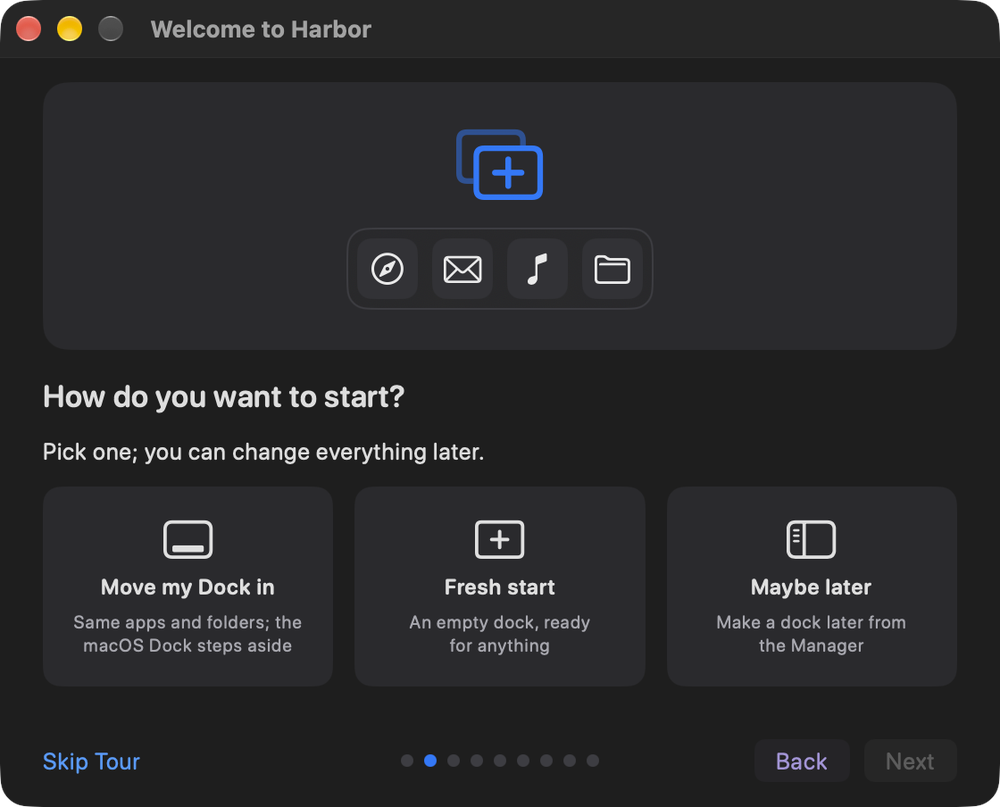 Welcome to Harbor
How do you want to start?
Pick one; you can change everything later.
Move my Dock in
Same apps and folders; the
macOS Dock steps aside
Fresh start
An empty dock, ready
for anything
Maybe later
Make a dock later from
the Manager
Skip Tour
Back
Next